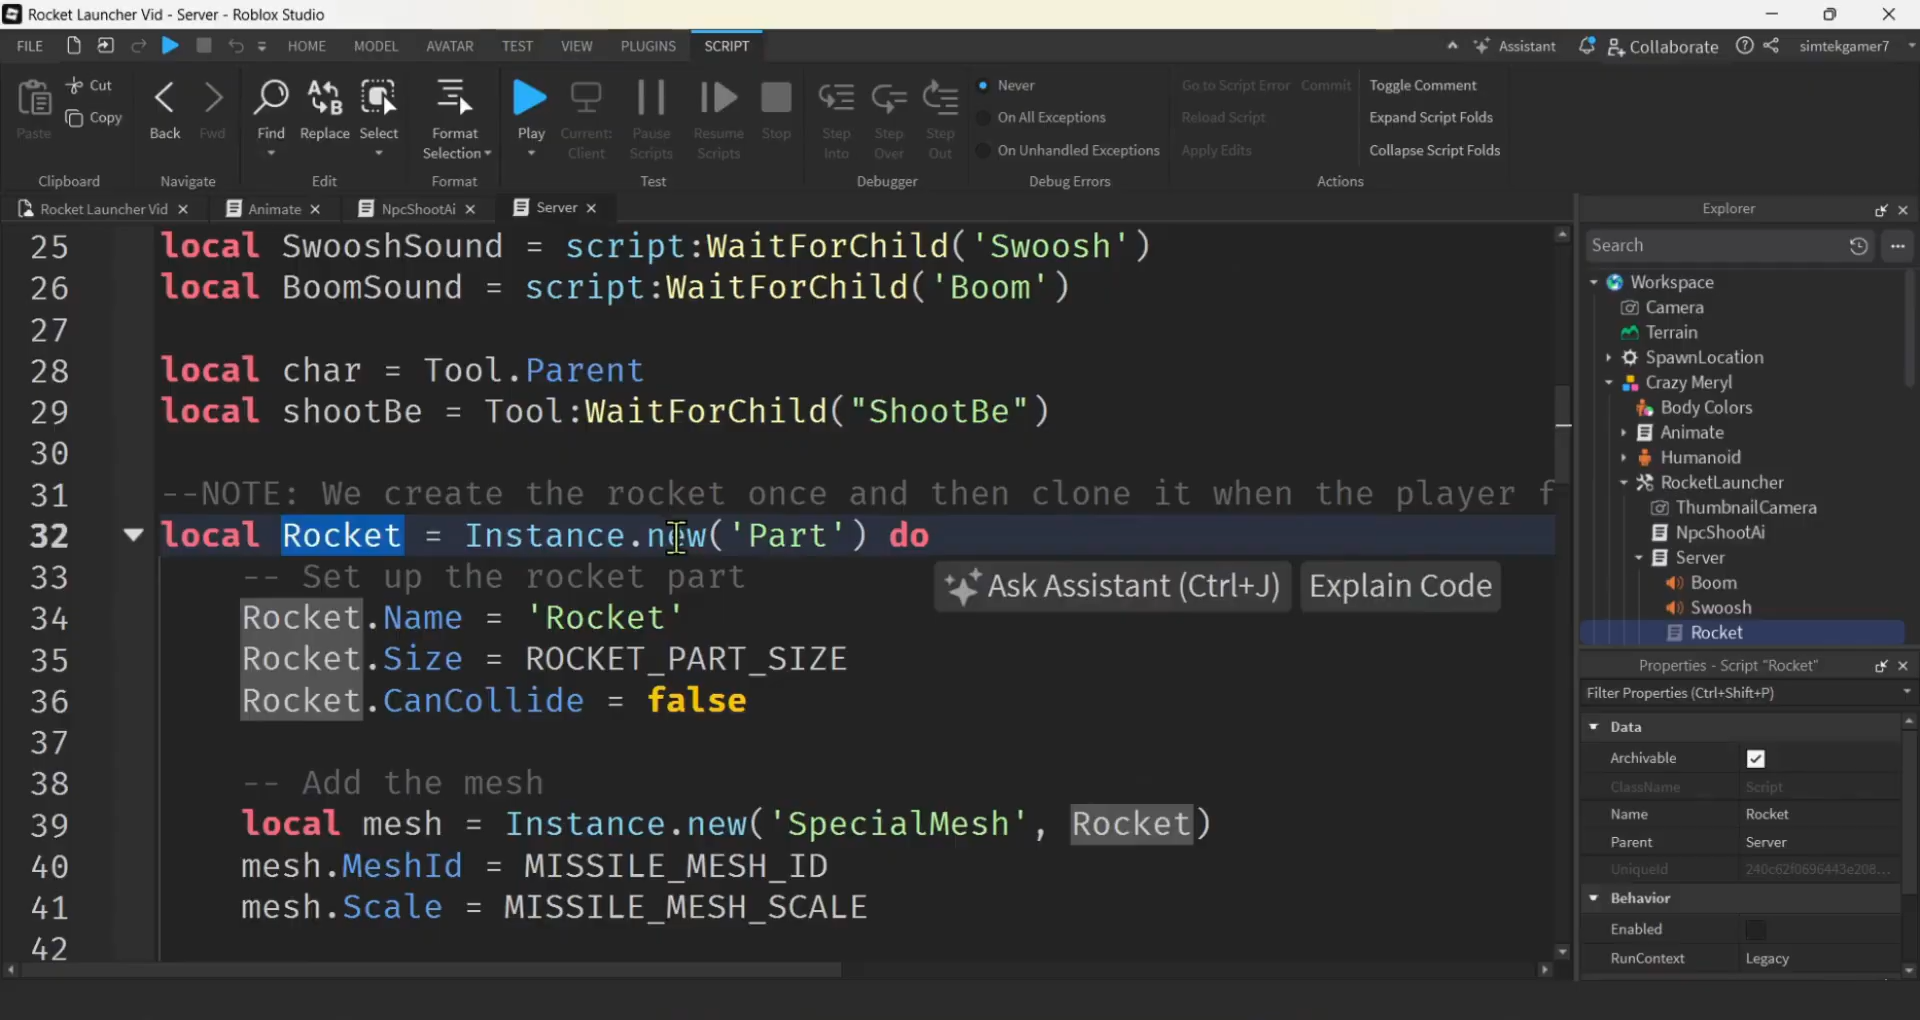 Rocket Launcher Vid - Server - Roblox Studio
FILE HOME MODEL AVATAR TEST VIEW PLUGINS SCRIPT Assistant Collaborate simtekgamer7
Paste Cut Copy Back Fwd Find Replace Select Format Selection Play Current: Client Pause Scripts Resume Scripts Stop Step Into Step Over Step Out
Never On All Exceptions On Unhandled Exceptions
Go to Script Error Commit Reload Script Apply Edits
Toggle Comment Expand Script Folds Collapse Script Folds
Clipboard Navigate Edit Format Test Debugger Debug Errors Actions
Rocket Launcher Vid Animate NpcShootAi Server
25 local SwooshSound = script:WaitForChild('Swoosh')
26 local BoomSound = script:WaitForChild('Boom')
27
28 local char = Tool.Parent
29 local shootBe = Tool:WaitForChild("ShootBe")
30
31 --NOTE: We create the rocket once and then clone it when the player f
32 local Rocket = Instance.new('Part') do
33 -- Set up the rocket part
Ask Assistant (Ctrl+J) Explain Code
34 Rocket.Name = 'Rocket'
35 Rocket.Size = ROCKET_PART_SIZE
36 Rocket.CanCollide = false
37
38 -- Add the mesh
39 local mesh = Instance.new('SpecialMesh', Rocket)
40 mesh.MeshId = MISSILE_MESH_ID
41 mesh.Scale = MISSILE_MESH_SCALE
42
Explorer
Search
Workspace
Camera
Terrain
SpawnLocation
Crazy Meryl
Body Colors
Animate
Humanoid
RocketLauncher
ThumbnailCamera
NpcShootAi
Server
Boom
Swoosh
Rocket
Properties - Script "Rocket"
Filter Properties (Ctrl+Shift+P)
Data
Archivable
ClassName Script
Name Rocket
Parent Server
UniqueId 240c62f0696443e208...
Behavior
Enabled
RunContext Legacy